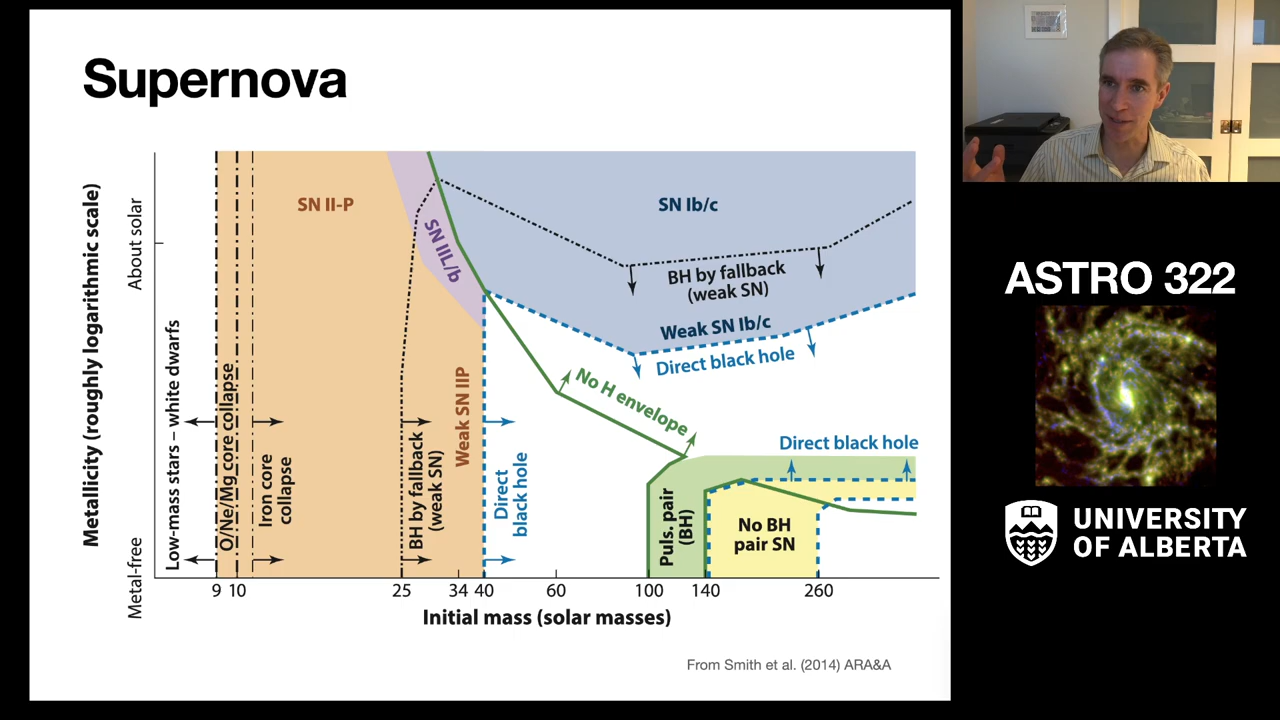 Supernova
Metallicity (roughly logarithmic scale)
About solar
Metal-free
Low-mass stars – white dwarfs
O/Ne/Mg core collapse
Iron core
collapse
SN II-P
SN IIL/b
SN Ib/c
BH by fallback
(weak SN)
Weak SN Ib/c
Direct black hole
No H envelope
Weak SN IIP
BH by fallback
(weak SN)
Direct
black hole
Direct black hole
Puls. pair
(BH)
No BH
pair SN
9 10 25 34 40 60 100 140 260
Initial mass (solar masses)
From Smith et al. (2014) ARA&A
ASTRO 322
UNIVERSITY
OF ALBERTA